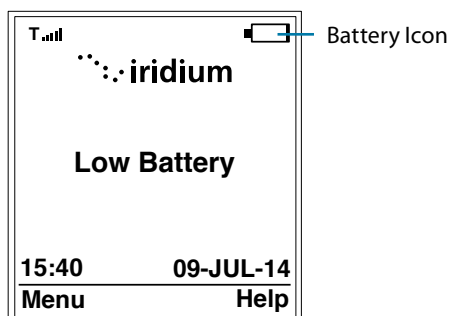 T
Battery Icon
iridium
Low Battery
15:40 09-JUL-14
Menu Help